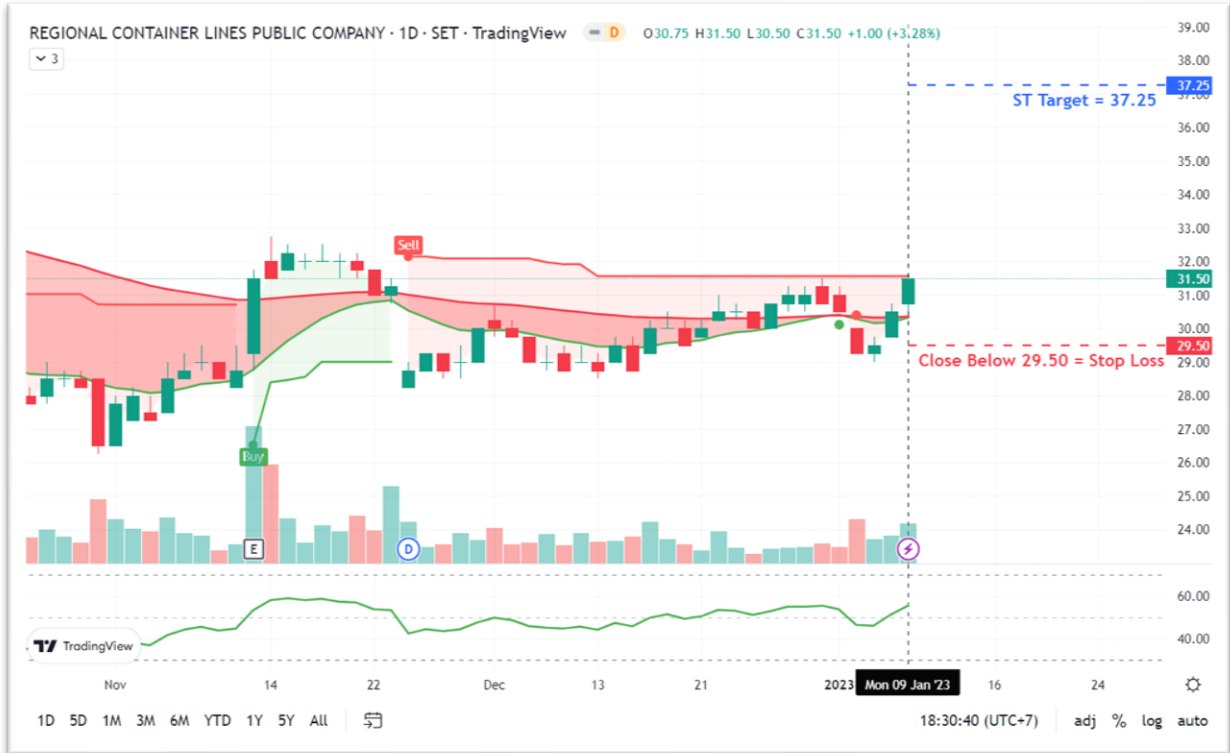 REGIONAL CONTAINER LINES PUBLIC COMPANY · 1D · SET · TradingView D O30.75 H31.50 L30.50 C31.50 +1.00 (+3.28%)
3
39.00
38.00
37.25
ST Target = 37.25
37.00
36.00
35.00
34.00
33.00
Sell
32.00
31.50
31.00
30.00
29.50
Close Below 29.50 = Stop Loss
29.00
28.00
27.00
Buy
26.00
25.00
24.00
E D
60.00
40.00
TradingView
Nov 14 22 Dec 13 21 2023 Mon 09 Jan '23 16 24
1D 5D 1M 3M 6M YTD 1Y 5Y All 18:30:40 (UTC+7) adj % log auto